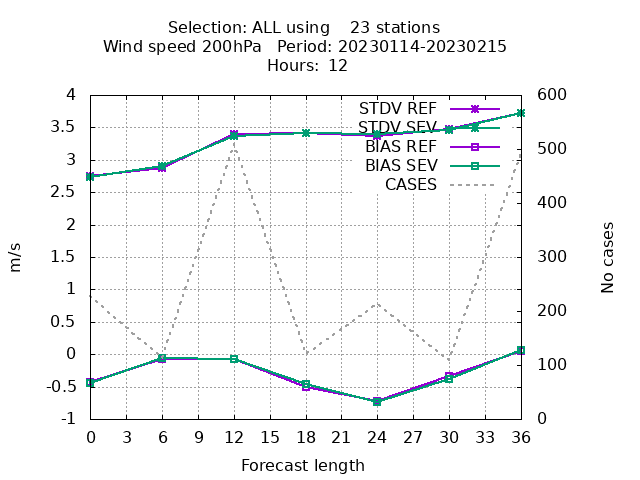 Selection: ALL using    23 stations
Wind speed 200hPa   Period: 20230114-20230215
Hours:  12
STDV REF
STDV SEV
BIAS REF
BIAS SEV
CASES
m/s
4
3.5
3
2.5
2
1.5
1
0.5
0
-0.5
-1
600
500
400
300
200
100
0
No cases
0 3 6 9 12 15 18 21 24 27 30 33 36
Forecast length